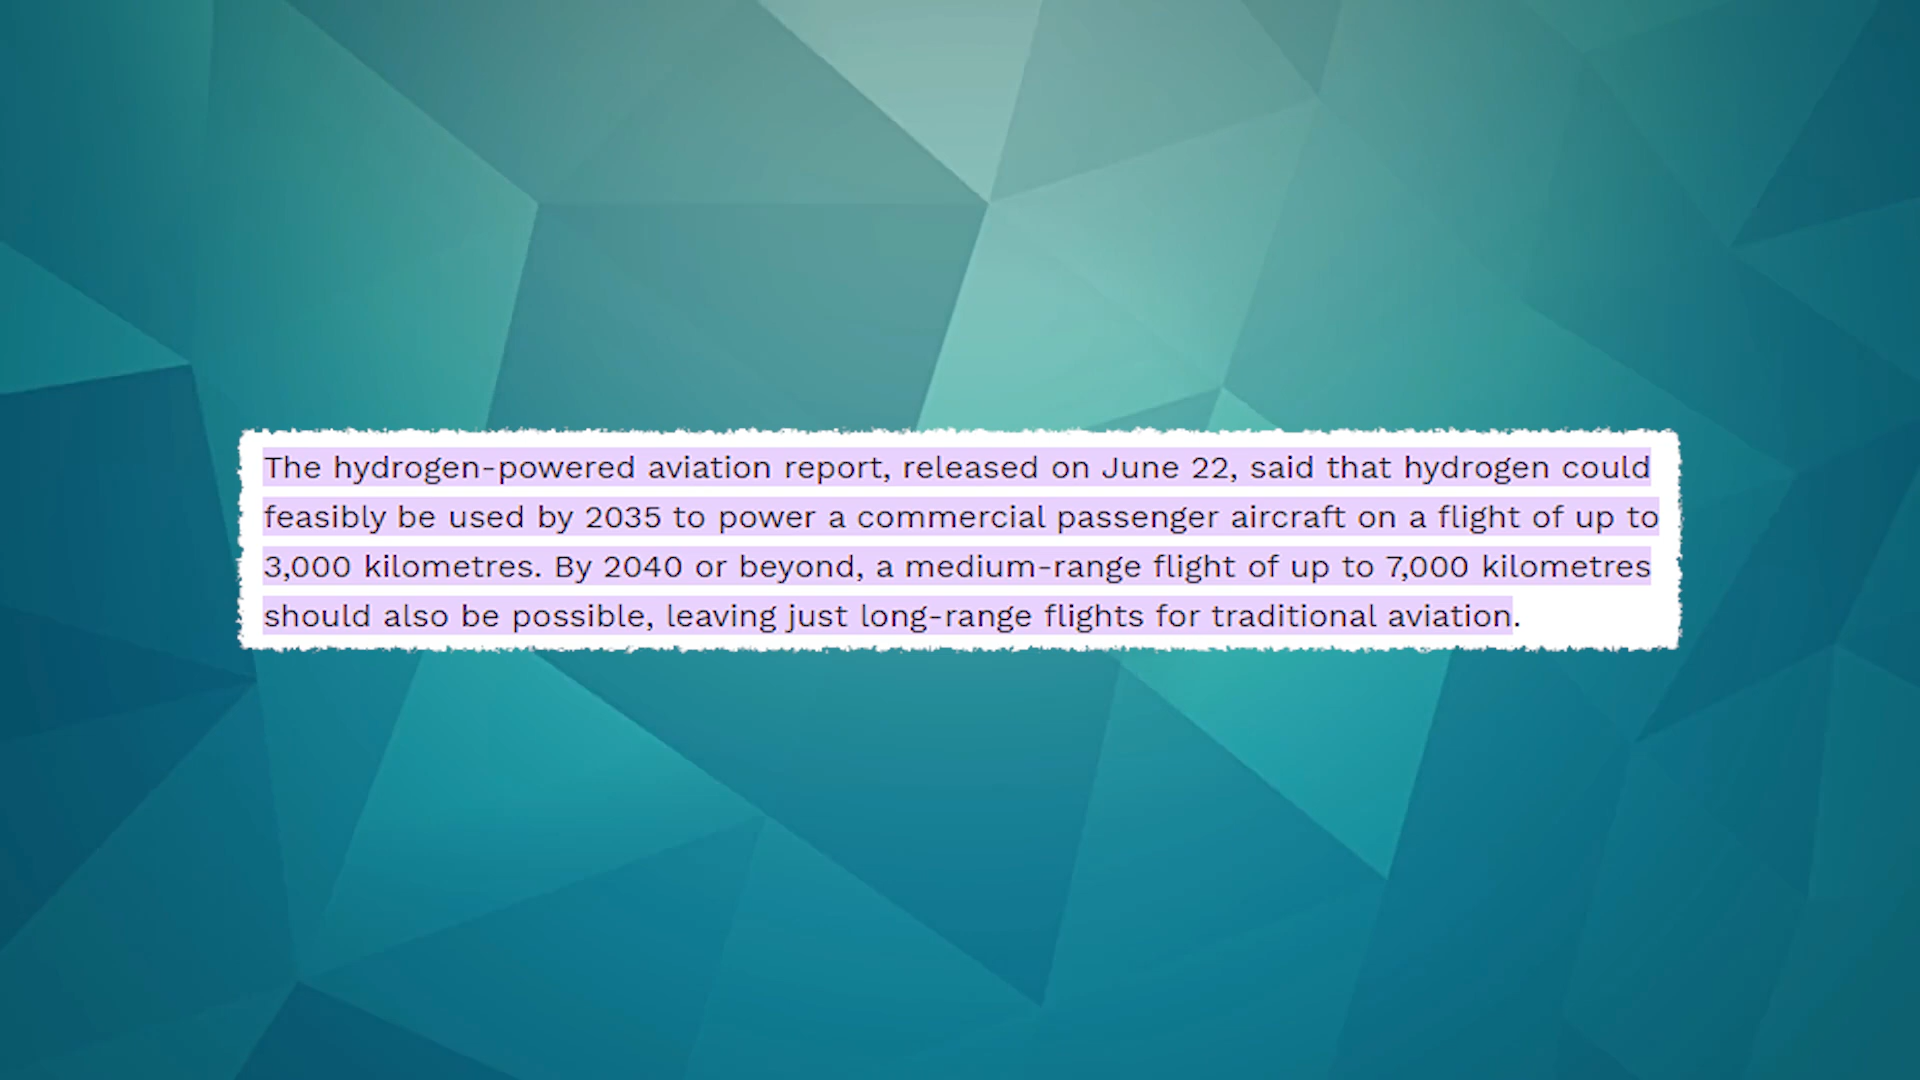 The hydrogen-powered aviation report, released on June 22, said that hydrogen could
feasibly be used by 2035 to power a commercial passenger aircraft on a flight of up to
3,000 kilometres. By 2040 or beyond, a medium-range flight of up to 7,000 kilometres
should also be possible, leaving just long-range flights for traditional aviation.